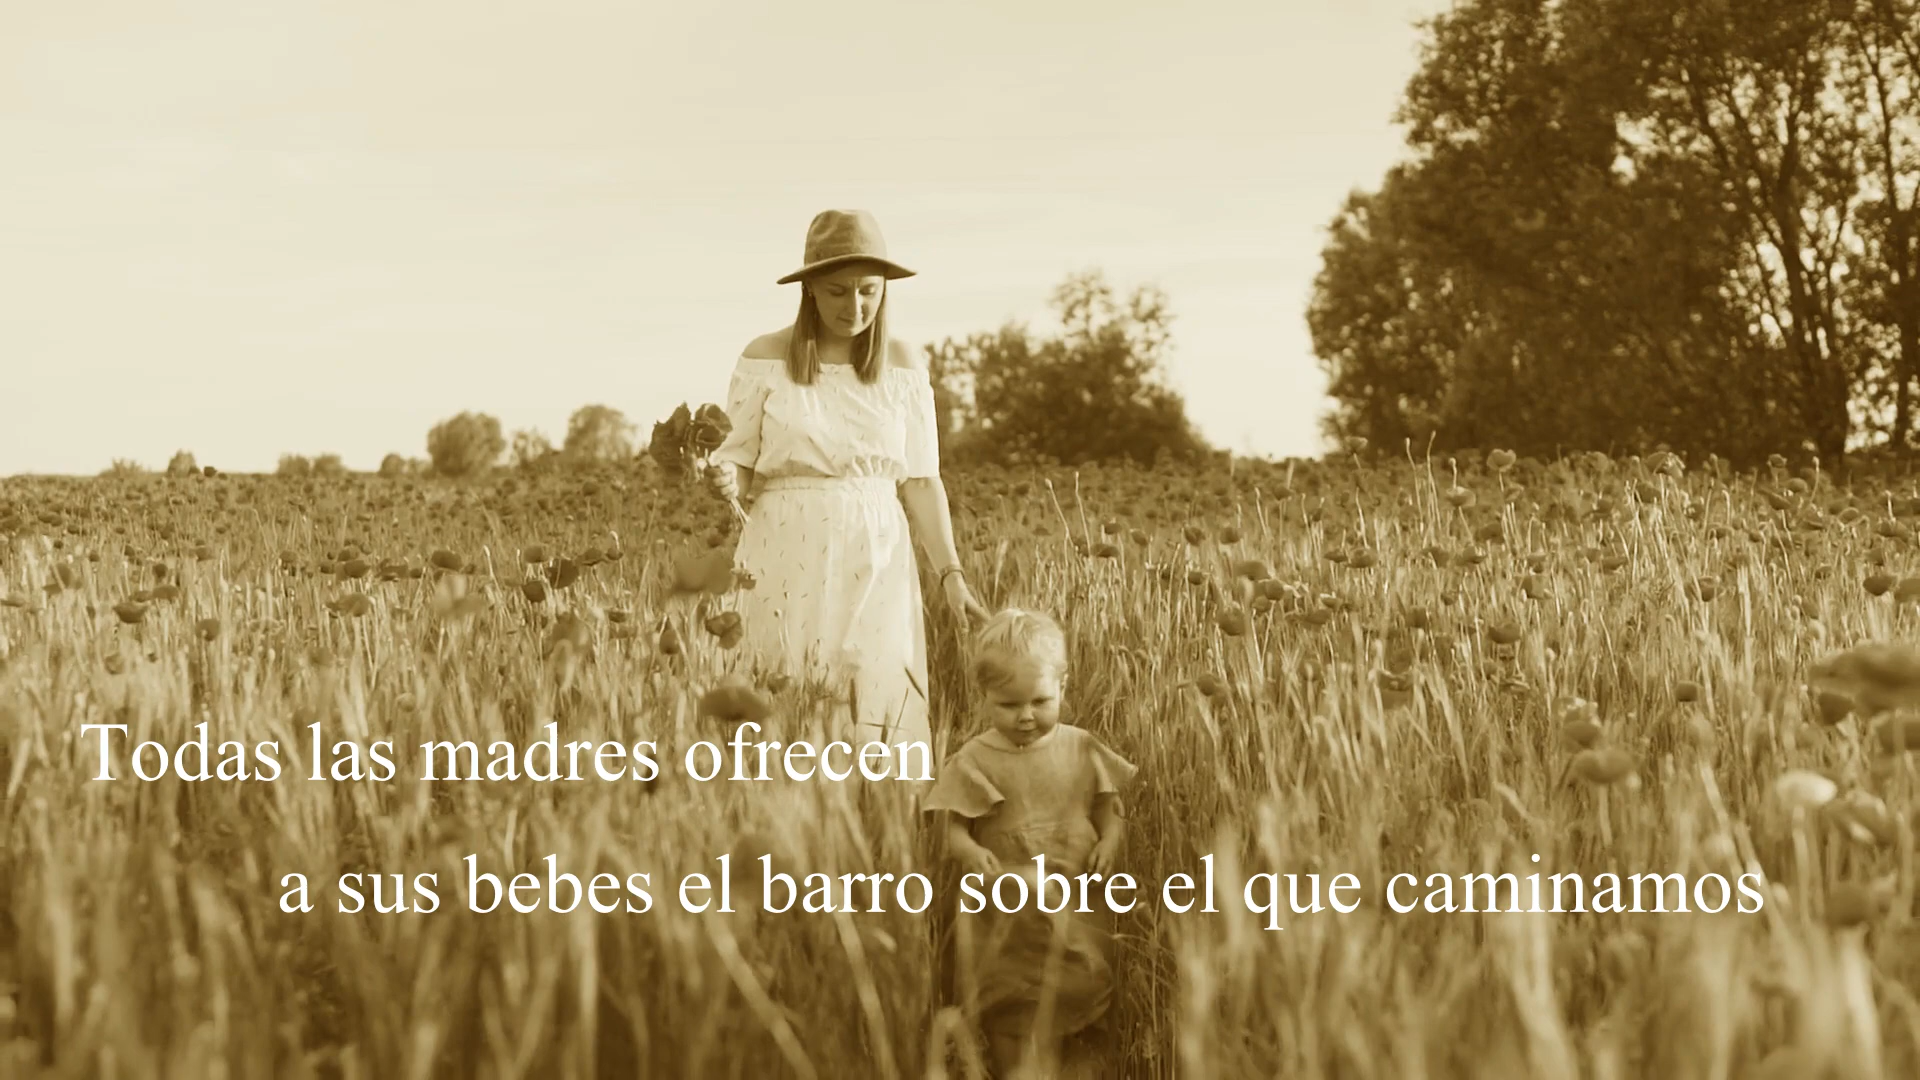 Todas las madres ofrecen
a sus bebes el barro sobre el que caminamos